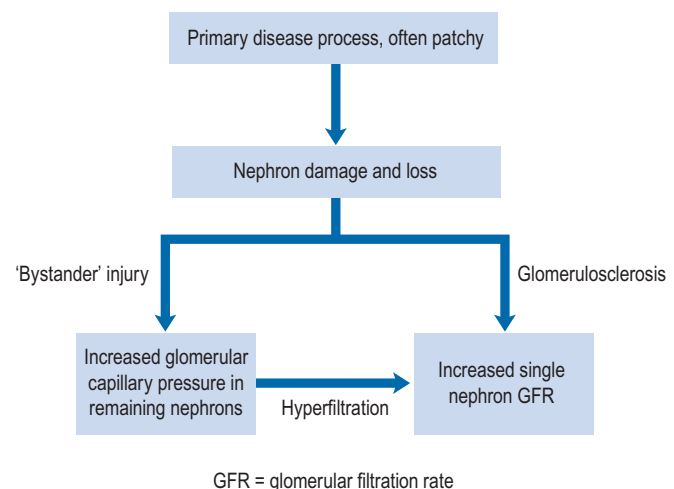 Primary disease process, often patchy
Nephron damage and loss
‘Bystander’ injury
Glomerulosclerosis
Increased glomerular
capillary pressure in
remaining nephrons
Hyperfiltration
Increased single
nephron GFR
GFR = glomerular filtration rate